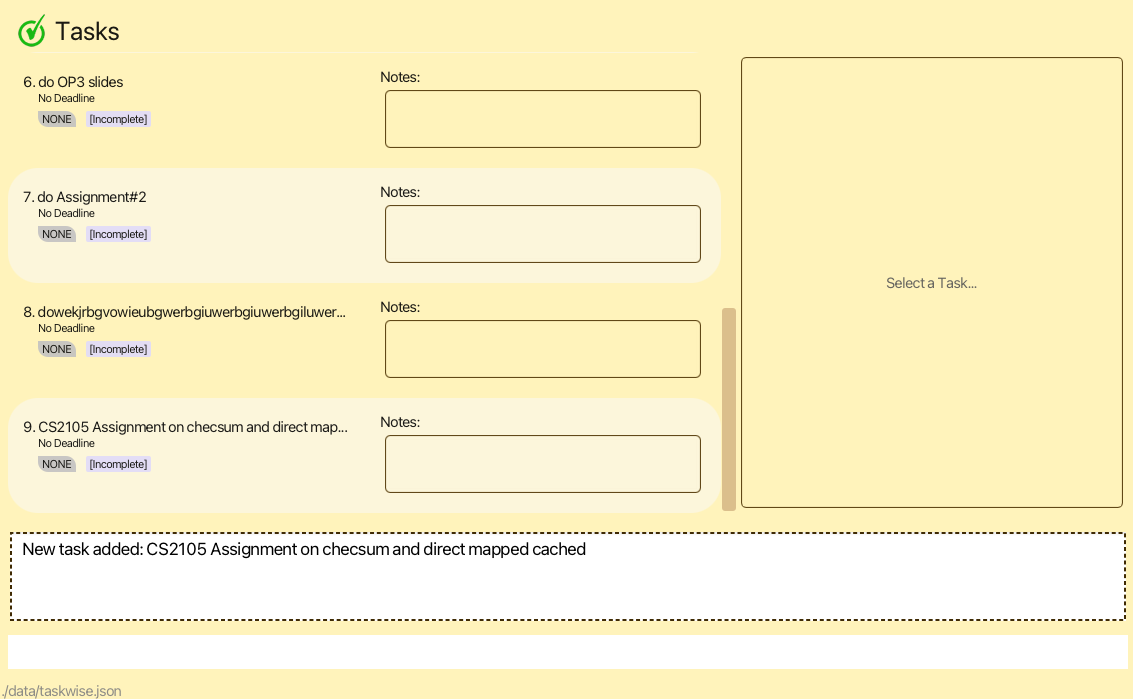 Tasks
6. do OP3 slides
No Deadline
NONE [Incomplete]
Notes:
7. do Assignment#2
No Deadline
NONE [Incomplete]
Notes:
8. dowekjrbgvowieubgwerbgiuwerbgiuwerbgiluwer...
No Deadline
NONE [Incomplete]
Notes:
9. CS2105 Assignment on checsum and direct map...
No Deadline
NONE [Incomplete]
Notes:
Select a Task...
New task added: CS2105 Assignment on checsum and direct mapped cached
./data/taskwise.json